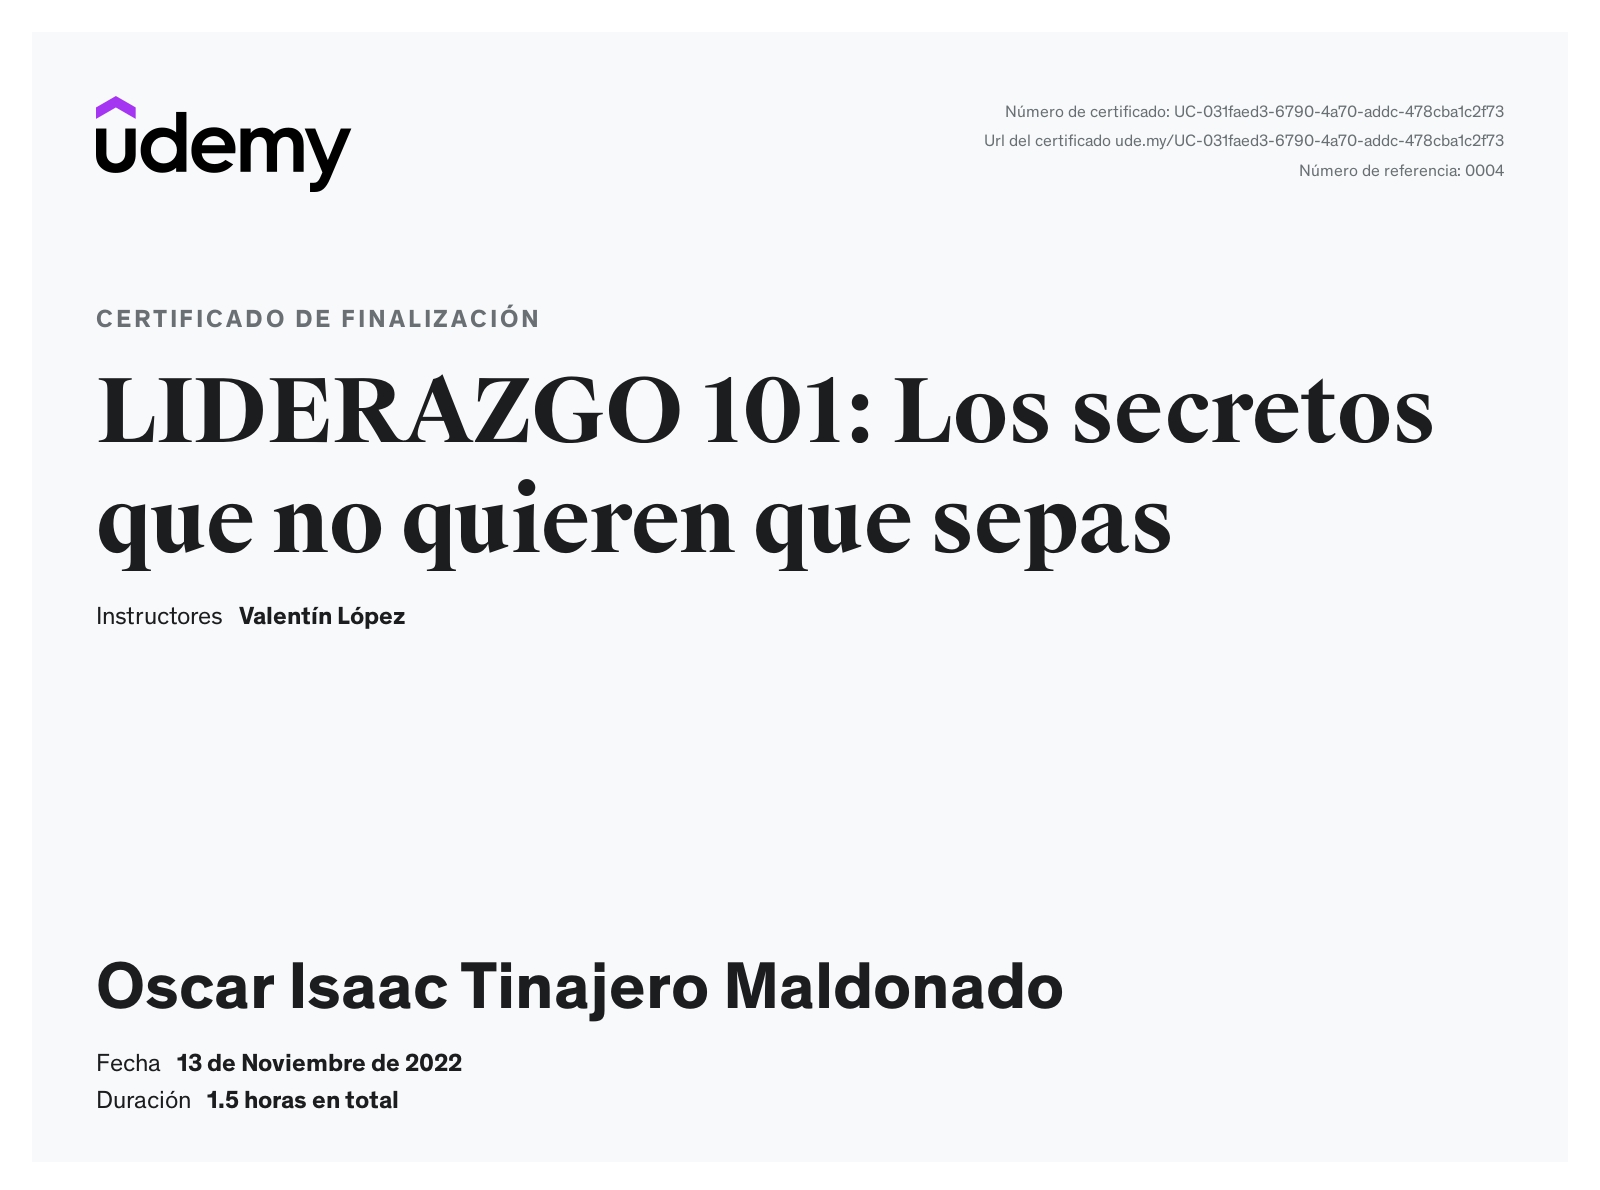 udemy
Número de certificado: UC-031faed3-6790-4a70-addc-478cba1c2f73
Url del certificado ude.my/UC-031faed3-6790-4a70-addc-478cba1c2f73
Número de referencia: 0004
CERTIFICADO DE FINALIZACIÓN
LIDERAZGO 101: Los secretos
que no quieren que sepas
Instructores Valentín López
Oscar Isaac Tinajero Maldonado
Fecha 13 de Noviembre de 2022
Duración 1.5 horas en total